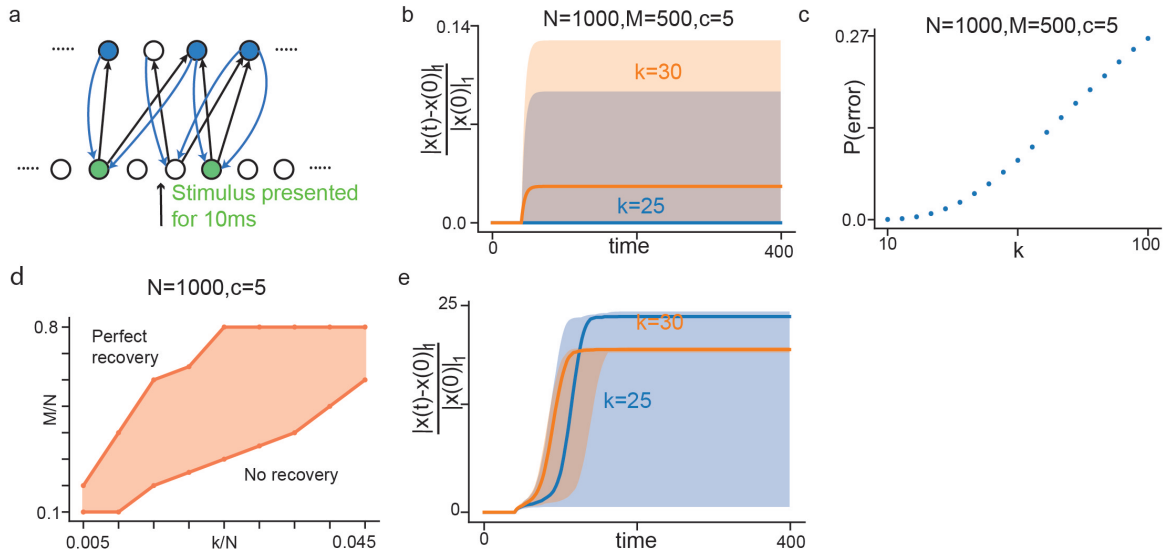 a
.....
.....
.....
.....
Stimulus presented
for 10ms
b
N=1000,M=500,c=5
0.14
|x(t)-x(0)|₁
|x(0)|₁
0.0
k=30
k=25
0
time
400
c
N=1000,M=500,c=5
0.27
P(error)
0.0
10
k
100
d
N=1000,c=5
0.8
Perfect
recovery
M/N
No recovery
0.1
0.005
k/N
0.045
e
25
|x(t)-x(0)|₁
|x(0)|₁
k=30
k=25
0
0
time
400